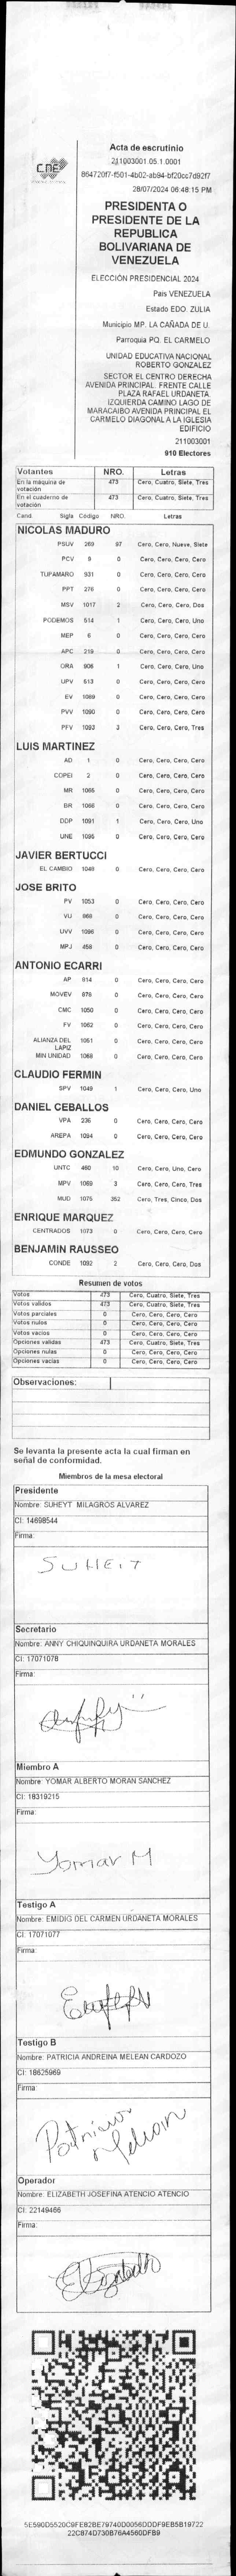 CNE
Acta de escrutinio
211003001.05.1.0001
864720f7-f501-4b02-ab94-bf20cc7d92f7
28/07/2024 06:48:15 PM
PRESIDENTA O
PRESIDENTE DE LA
REPUBLICA
BOLIVARIANA DE
VENEZUELA
ELECCIÓN PRESIDENCIAL 2024
Pais VENEZUELA
Estado EDO. ZULIA
Municipio MP. LA CAÑADA DE U.
Parroquia PQ. EL CARMELO
UNIDAD EDUCATIVA NACIONAL
ROBERTO GONZALEZ
SECTOR EL CENTRO DERECHA
AVENIDA PRINCIPAL. FRENTE CALLE
PLAZA RAFAEL URDANETA.
IZQUIERDA CAMINO LAGO DE
MARACAIBO AVENIDA PRINCIPAL EL
CARMELO DIAGONAL A LA IGLESIA
EDIFICIO
211003001
910 Electores
Votantes NRO. Letras
En la máquina de votación 473 Cero, Cuatro, Siete, Tres
En el cuaderno de votación 473 Cero, Cuatro, Siete, Tres
Cand. Sigla Código NRO. Letras
NICOLAS MADURO
PSUV 269 97 Cero, Cero, Nueve, Siete
PCV 9 0 Cero, Cero, Cero, Cero
TUPAMARO 931 0 Cero, Cero, Cero, Cero
PPT 276 0 Cero, Cero, Cero, Cero
MSV 1017 2 Cero, Cero, Cero, Dos
PODEMOS 514 1 Cero, Cero, Cero, Uno
MEP 6 0 Cero, Cero, Cero, Cero
APC 219 0 Cero, Cero, Cero, Cero
ORA 906 1 Cero, Cero, Cero, Uno
UPV 513 0 Cero, Cero, Cero, Cero
EV 1089 0 Cero, Cero, Cero, Cero
PVV 1090 0 Cero, Cero, Cero, Cero
PFV 1093 3 Cero, Cero, Cero, Tres
LUIS MARTINEZ
AD 1 0 Cero, Cero, Cero, Cero
COPEI 2 0 Cero, Cero, Cero, Cero
MR 1065 0 Cero, Cero, Cero, Cero
BR 1066 0 Cero, Cero, Cero, Cero
DDP 1091 1 Cero, Cero, Cero, Uno
UNE 1095 0 Cero, Cero, Cero, Cero
JAVIER BERTUCCI
EL CAMBIO 1046 0 Cero, Cero, Cero, Cero
JOSE BRITO
PV 1053 0 Cero, Cero, Cero, Cero
VU 969 0 Cero, Cero, Cero, Cero
UVV 1096 0 Cero, Cero, Cero, Cero
MPJ 458 0 Cero, Cero, Cero, Cero
ANTONIO ECARRI
AP 814 0 Cero, Cero, Cero, Cero
MOVEV 876 0 Cero, Cero, Cero, Cero
CMC 1050 0 Cero, Cero, Cero, Cero
FV 1062 0 Cero, Cero, Cero, Cero
ALIANZA DEL LAPIZ 1051 0 Cero, Cero, Cero, Cero
MIN UNIDAD 1068 0 Cero, Cero, Cero, Cero
CLAUDIO FERMIN
SPV 1049 1 Cero, Cero, Cero, Uno
DANIEL CEBALLOS
VPA 236 0 Cero, Cero, Cero, Cero
AREPA 1094 0 Cero, Cero, Cero, Cero
EDMUNDO GONZALEZ
UNTC 460 10 Cero, Cero, Uno, Cero
MPV 1069 3 Cero, Cero, Cero, Tres
MUD 1075 352 Cero, Tres, Cinco, Dos
ENRIQUE MARQUEZ
CENTRADOS 1073 0 Cero, Cero, Cero, Cero
BENJAMIN RAUSSEO
CONDE 1092 2 Cero, Cero, Cero, Dos
Resumen de votos
Votos 473 Cero, Cuatro, Siete, Tres
Votos validos 473 Cero, Cuatro, Siete, Tres
Votos parciales 0 Cero, Cero, Cero, Cero
Votos nulos 0 Cero, Cero, Cero, Cero
Votos vacíos 0 Cero, Cero, Cero, Cero
Opciones validas 473 Cero, Cuatro, Siete, Tres
Opciones nulas 0 Cero, Cero, Cero, Cero
Opciones vacias 0 Cero, Cero, Cero, Cero
Observaciones:
Se levanta la presente acta la cual firman en
señal de conformidad.
Miembros de la mesa electoral
Presidente
Nombre: SUHEYT MILAGROS ALVAREZ
CI: 14698544
Firma:
SUHEIT
Secretario
Nombre: ANNY CHIQUINQUIRA URDANETA MORALES
CI: 17071078
Firma:
Miembro A
Nombre: YOMAR ALBERTO MORAN SANCHEZ
CI: 18319215
Firma:
Yomar M
Testigo A
Nombre: EMIDIG DEL CARMEN URDANETA MORALES
CI: 17071077
Firma:
Testigo B
Nombre: PATRICIA ANDREINA MELEAN CARDOZO
CI: 18625969
Firma:
Patricia Melean
Operador
Nombre: ELIZABETH JOSEFINA ATENCIO ATENCIO
CI: 22149466
Firma:
Elizabeth
5E590D5520C9FE82BE79740D0056DDDF9EB5B19722
22C874D730B76A4560DFB9